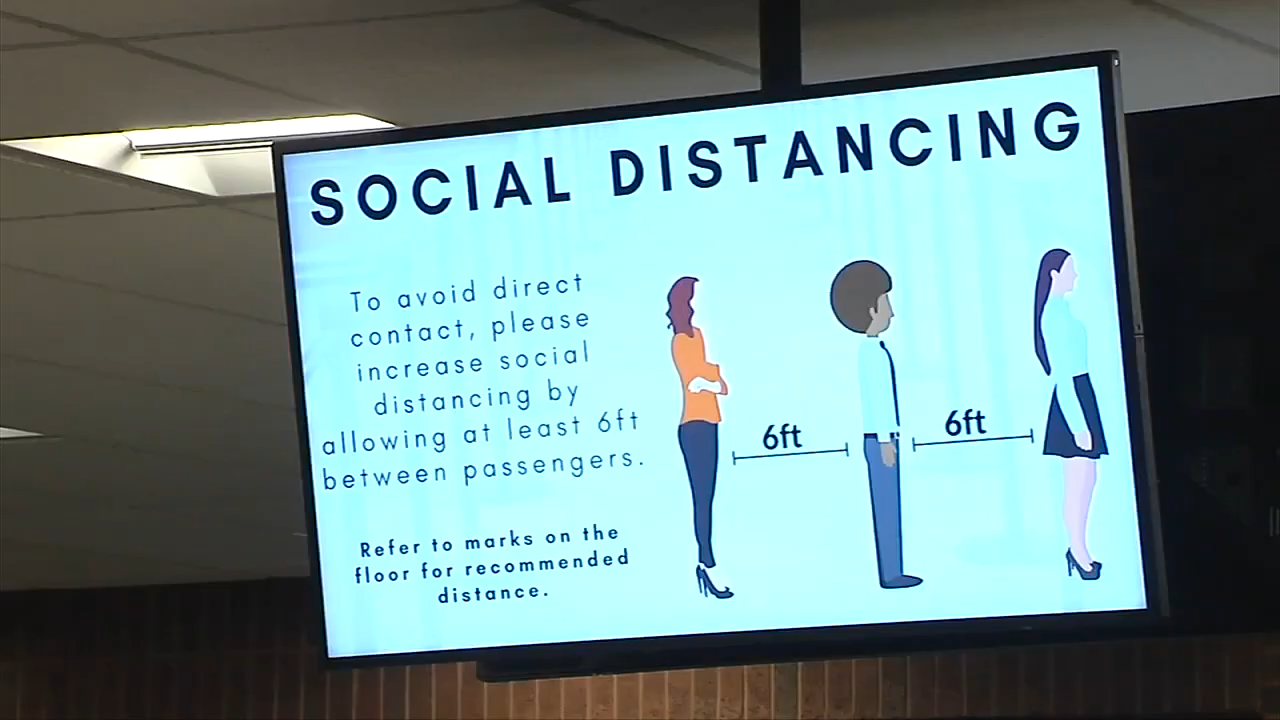 SOCIAL DISTANCING
To avoid direct
contact, please
increase social
distancing by
allowing at least 6ft
between passengers.
Refer to marks on the
floor for recommended
distance.
6ft
6ft